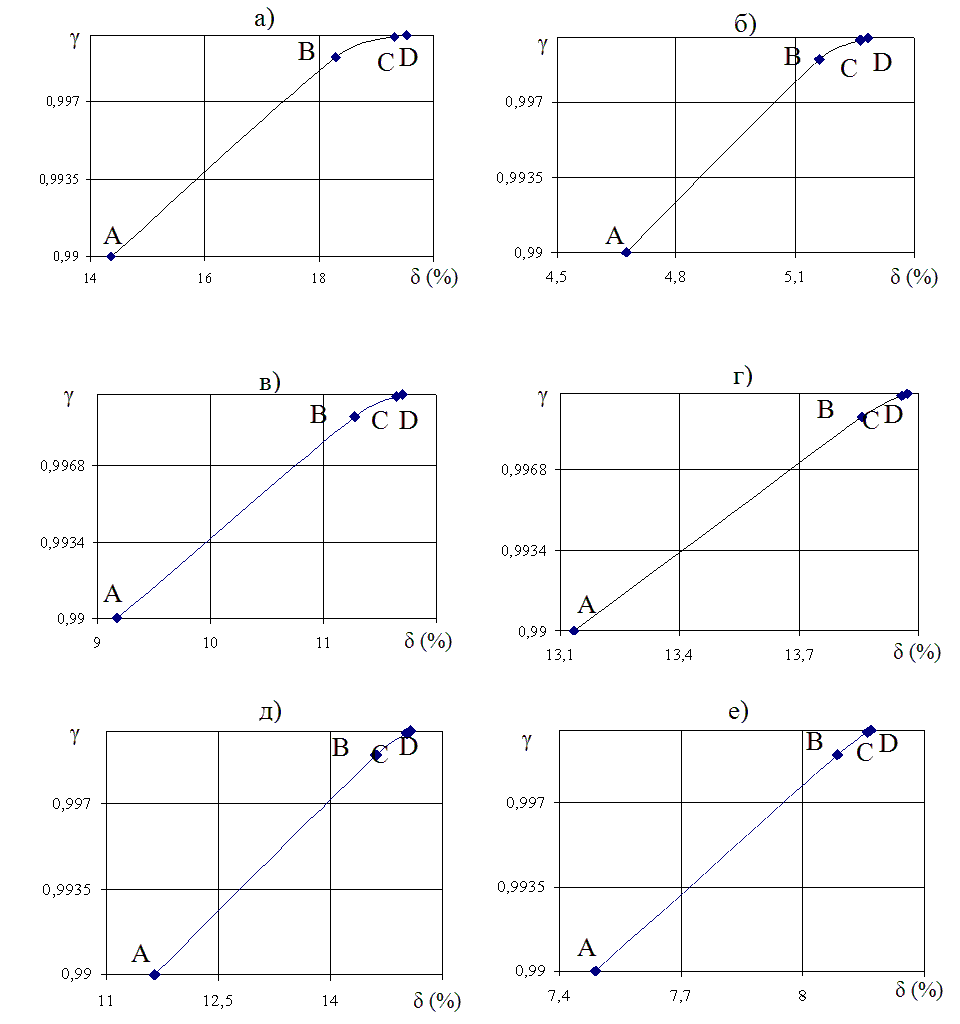 а)
γ
B
C
D
0,997
0,9935
A
0,99
14
16
18
δ (%)
б)
γ
B
C
D
0,997
0,9935
A
0,99
4,5
4,8
5,1
δ (%)
в)
γ
B
C
D
0,9968
0,9934
A
0,99
9
10
11
δ (%)
г)
γ
B
C
D
0,9968
0,9934
A
0,99
13,1
13,4
13,7
δ (%)
д)
γ
B
C
D
0,997
0,9935
A
0,99
11
12,5
14
δ (%)
е)
γ
B
C
D
0,997
0,9935
A
0,99
7,4
7,7
8
δ (%)